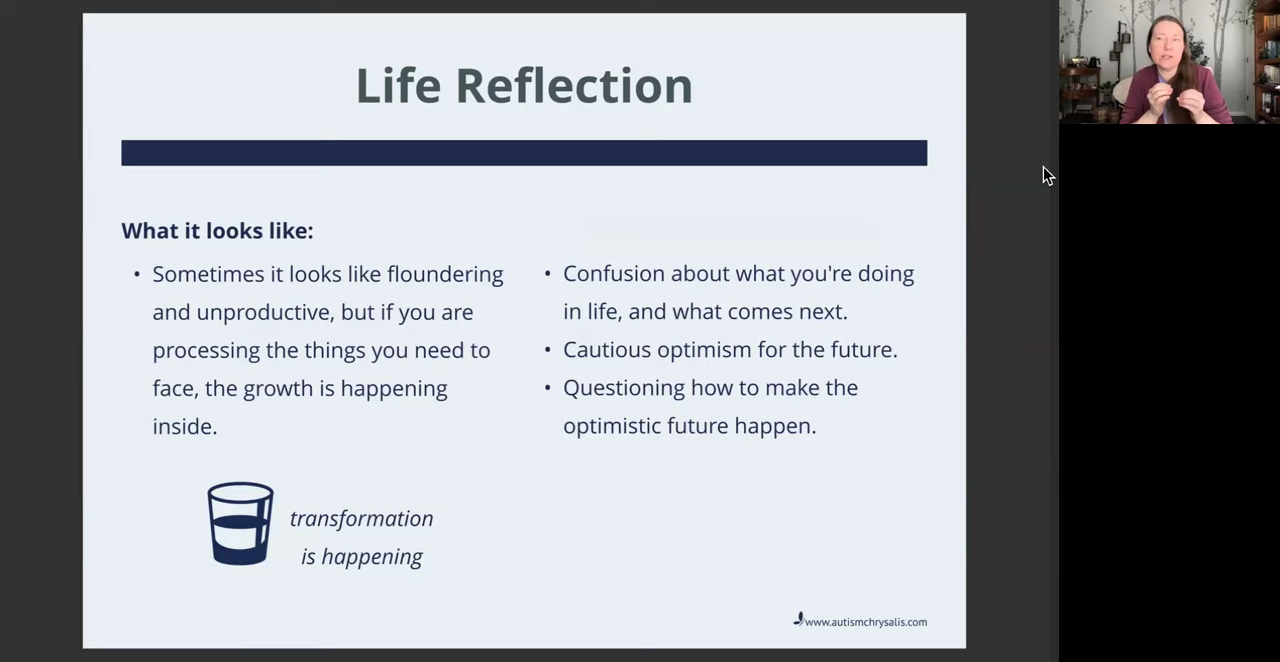 Life Reflection
What it looks like:
• Sometimes it looks like floundering
and unproductive, but if you are
processing the things you need to
face, the growth is happening
inside.
transformation
is happening
• Confusion about what you're doing
in life, and what comes next.
• Cautious optimism for the future.
• Questioning how to make the
optimistic future happen.
www.autismchrysalis.com